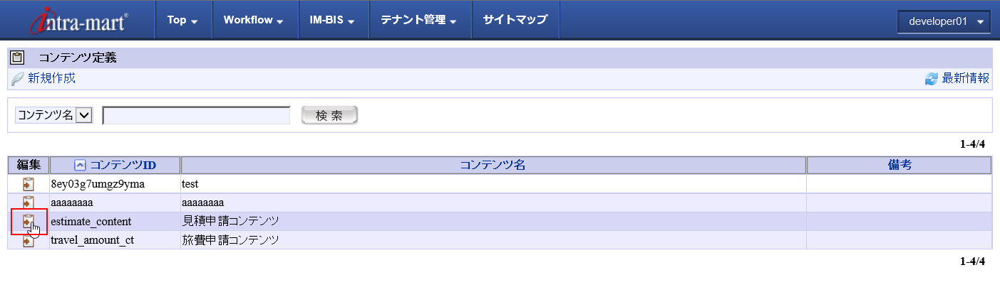 intra-mart Top Workflow IM-BIS テナント管理 サイトマップ developer01
コンテンツ定義
新規作成 最新情報
コンテンツ名 検索
1-4/4
編集 コンテンツID コンテンツ名 備考
8ey03g7umgz9yma test
aaaaaaaa aaaaaaaa
estimate_content 見積申請コンテンツ
travel_amount_ct 旅費申請コンテンツ
1-4/4